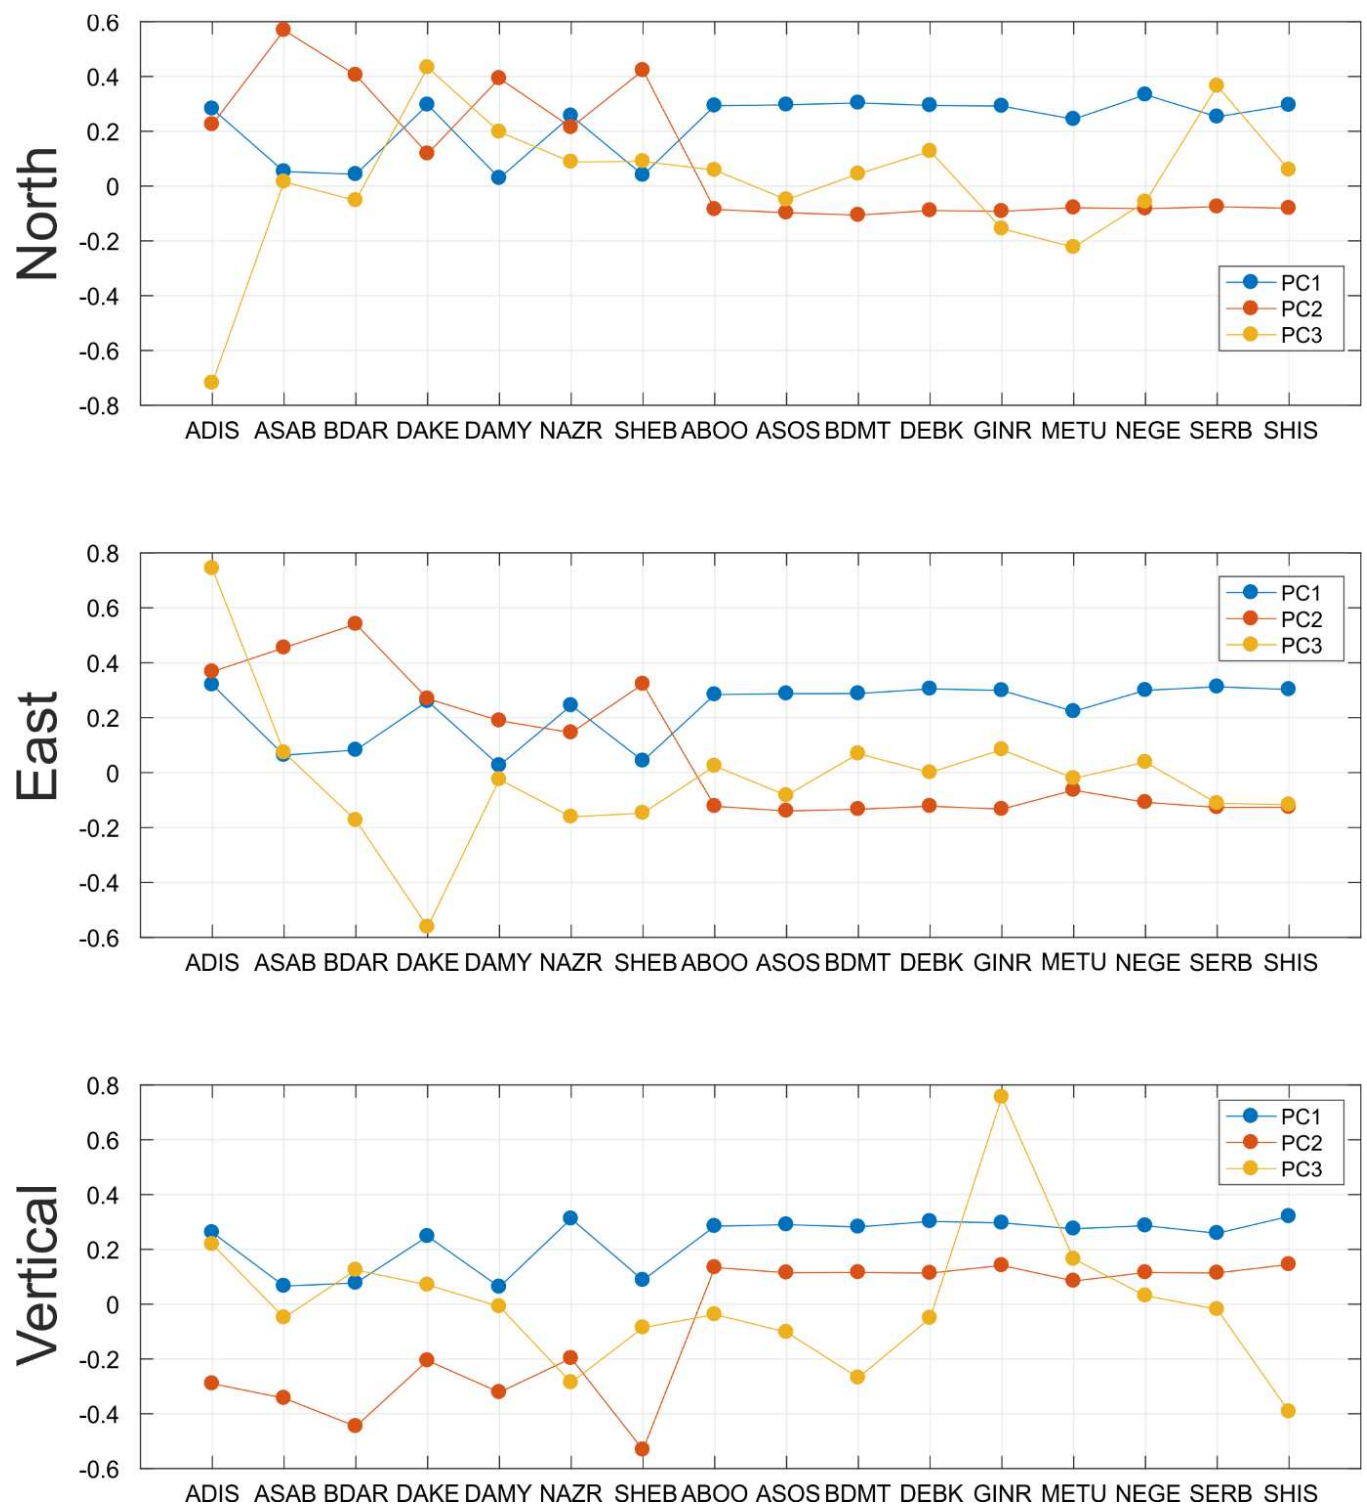 North
0.6
0.4
0.2
0
-0.2
-0.4
-0.6
-0.8
PC1
PC2
PC3
ADIS ASAB BDAR DAKE DAMY NAZR SHEB ABOO ASOS BDMT DEBK GINR METU NEGE SERB SHIS
East
0.8
0.6
0.4
0.2
0
-0.2
-0.4
-0.6
PC1
PC2
PC3
ADIS ASAB BDAR DAKE DAMY NAZR SHEB ABOO ASOS BDMT DEBK GINR METU NEGE SERB SHIS
Vertical
0.8
0.6
0.4
0.2
0
-0.2
-0.4
-0.6
PC1
PC2
PC3
ADIS ASAB BDAR DAKE DAMY NAZR SHEB ABOO ASOS BDMT DEBK GINR METU NEGE SERB SHIS